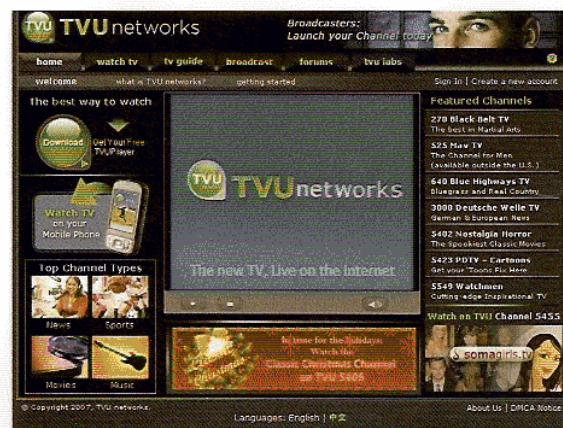 TVU networks
Broadcasters:
Launch your Channel today
home
watch tv
tv guide
broadcast
forums
tvu labs
welcome
what is TVU networks?
getting started
Sign In | Create a new account
The best way to watch
Download
Get Your Free
TVUPlayer
Watch TV
on your
Mobile Phone
Top Channel Types
News
Sports
Movies
Music
TVUnetworks
The new TV, Live on the Internet
In time for the holidays:
Watch the
Classic Christmas Channel
on TVU 5605
Featured Channels
270 Black Belt TV
The best in Martial Arts
525 Nav TV
The Channel for Men
(available outside the U.S.)
640 Blue Highways TV
Bluegrass and Real Country
3000 Deutsche Welle TV
German & European News
5402 Nostalgia Horror
The Spookiest Classic Movies
5423 PDTV – Cartoons
Get your 'Toons Fix Here
5549 Watchmen
Cutting-edge Inspirational TV
Watch on TVU Channel 5455
somagirls.tv
© Copyright 2007, TVU networks.
About Us | DMCA Notice
Languages: English | 中文